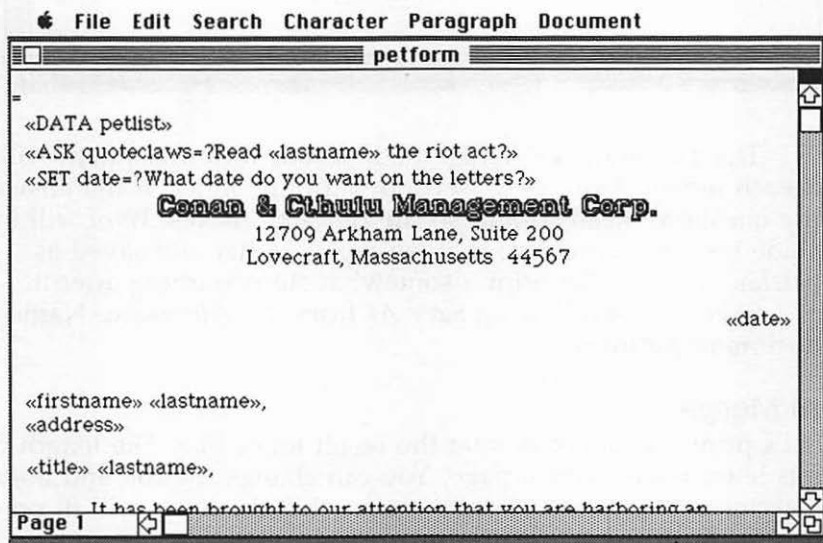 File Edit Search Character Paragraph Document
petform
=
«DATA petlist»
«ASK quoteclaws=?Read «lastname» the riot act?»
«SET date=?What date do you want on the letters?»
Conan & Cthulu Management Corp.
12709 Arkham Lane, Suite 200
Lovecraft, Massachusetts 44567
«date»
«firstname» «lastname»,
«address»
«title» «lastname»,
It has been brought to our attention that you are harboring an
Page 1